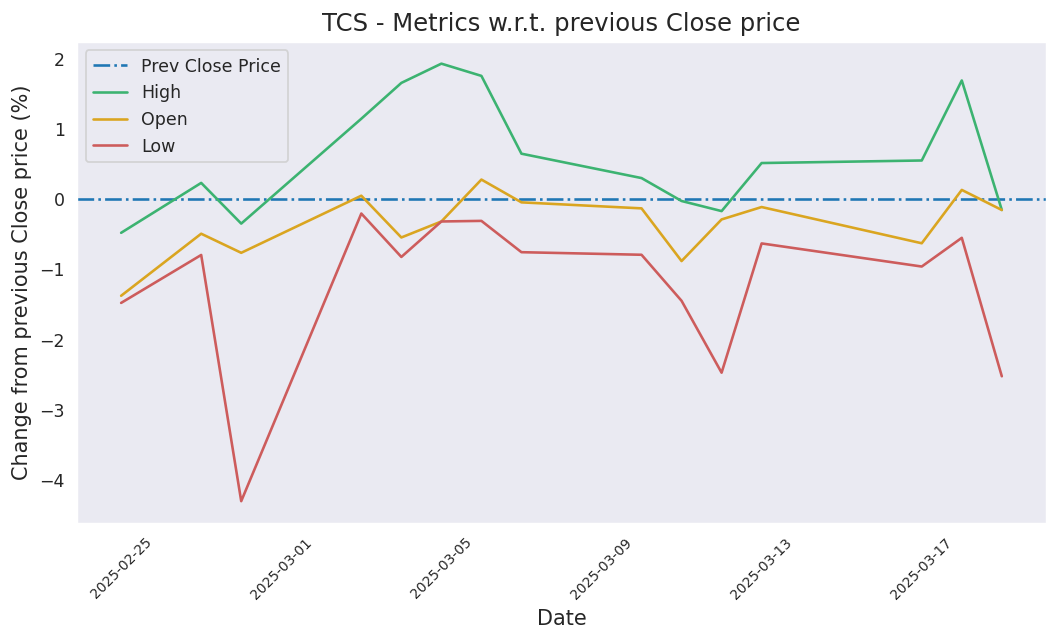 TCS - Metrics w.r.t. previous Close price
Prev Close Price
High
Open
Low
Change from previous Close price (%)
2
1
0
−1
−2
−3
−4
2025-02-25
2025-03-01
2025-03-05
2025-03-09
2025-03-13
2025-03-17
Date